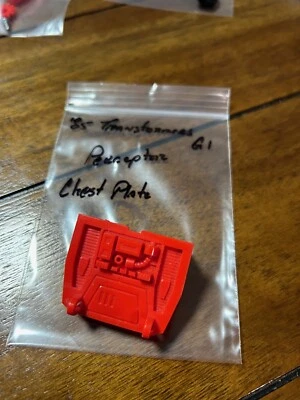 85 Transformers
G1
Perceptor
Chest Plate